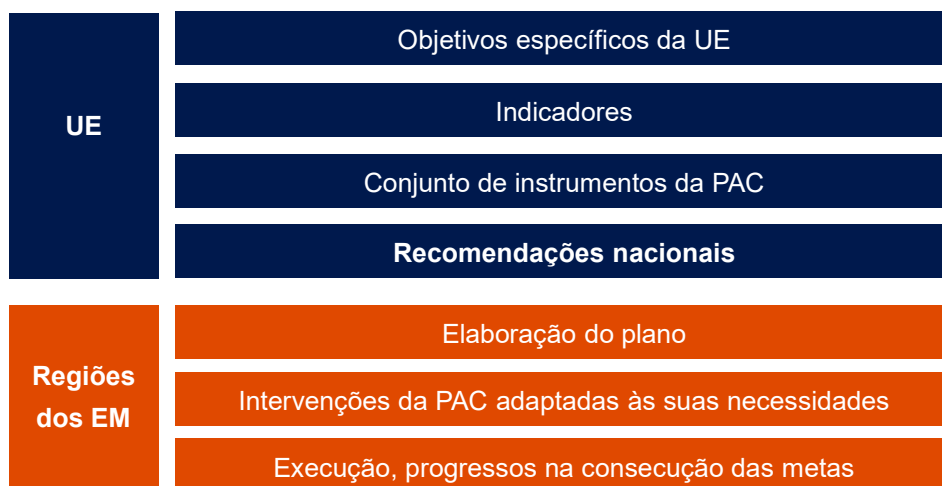 UE
Objetivos específicos da UE
Indicadores
Conjunto de instrumentos da PAC
Recomendações nacionais
Regiões
dos EM
Elaboração do plano
Intervenções da PAC adaptadas às suas necessidades
Execução, progressos na consecução das metas